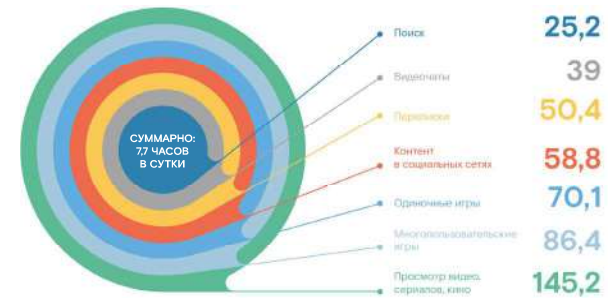 СУММАРНО:
7,7 ЧАСОВ
В СУТКИ
Поиск
25,2
Видеочаты
39
Переписки
50,4
Контент
в социальных сетях
58,8
Одиночные игры
70,1
Многопользовательские
игры
86,4
Просмотр видео,
сериалов, кино
145,2